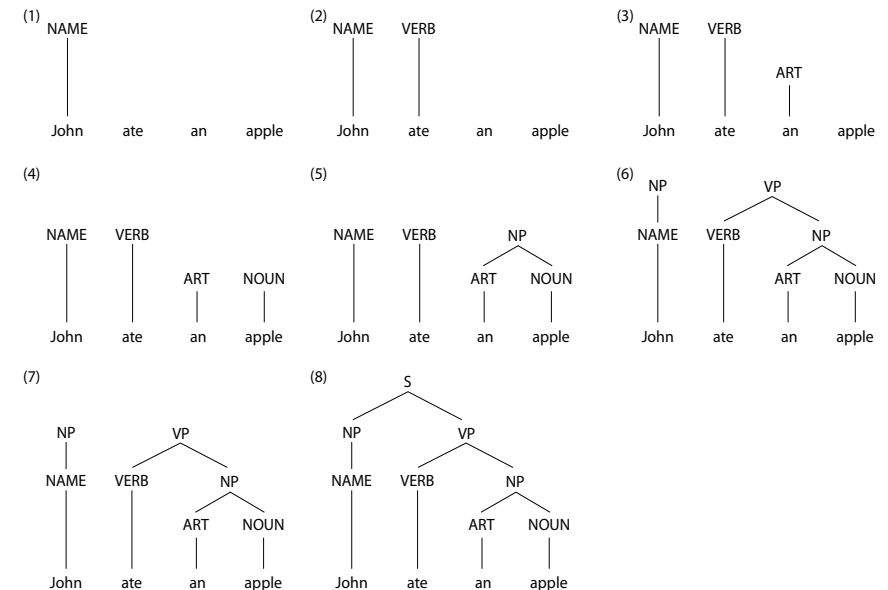 (1)
NAME
John ate an apple
(2)
NAME VERB
John ate an apple
(3)
NAME VERB
ART
John ate an apple
(4)
NAME VERB
ART NOUN
John ate an apple
(5)
NAME VERB NP
ART NOUN
John ate an apple
(6)
NP VP
NAME VERB NP
ART NOUN
John ate an apple
(7)
NP VP
NAME VERB NP
ART NOUN
John ate an apple
(8)
S
NP VP
NAME VERB NP
ART NOUN
John ate an apple